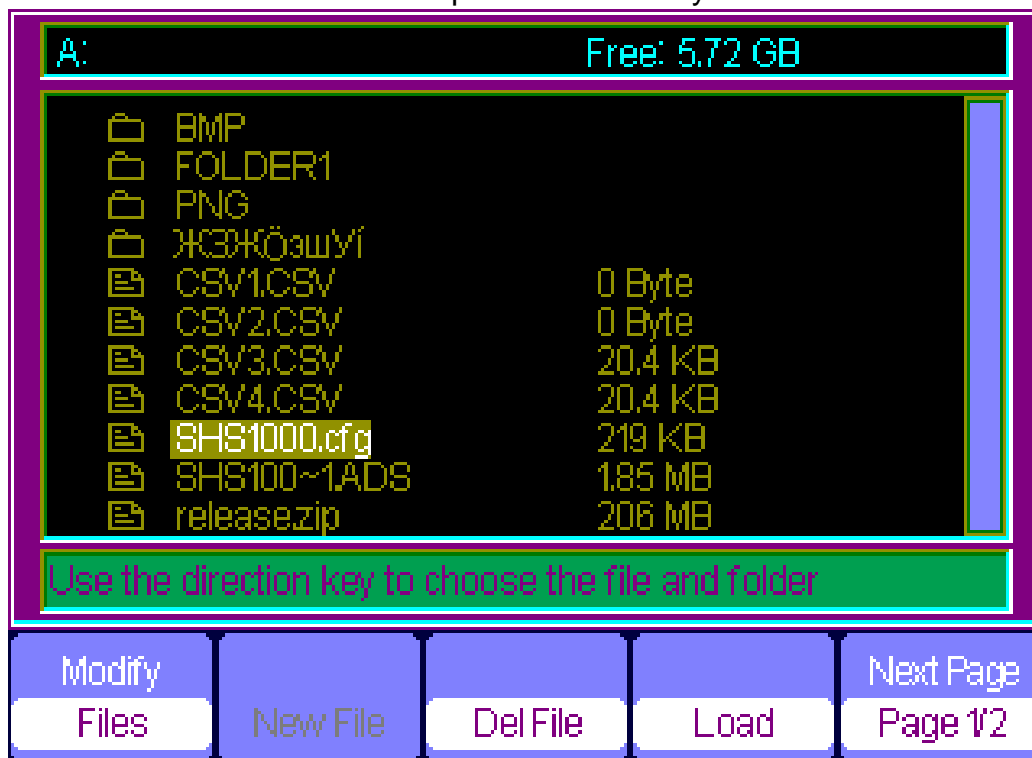 A: Free: 5.72 GB
BMP
FOLDER1
PNG
ЖЗЖÖэшУí
CSV1.CSV 0 Byte
CSV2.CSV 0 Byte
CSV3.CSV 20.4 KB
CSV4.CSV 20.4 KB
SHS1000.cfg 219 KB
SHS100~1.ADS 1.85 MB
release.zip 206 MB
Use the direction key to choose the file and folder
Modify Next Page
Files New File Del File Load Page 1/2